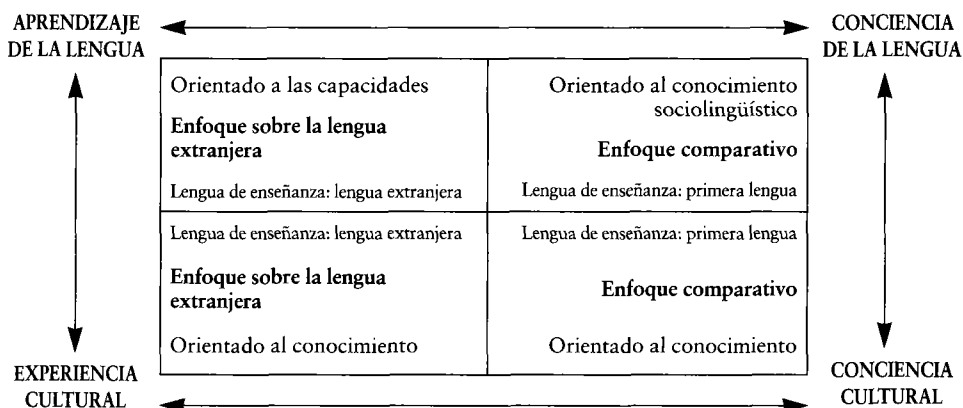 APRENDIZAJE
DE LA LENGUA
CONCIENCIA
DE LA LENGUA
Orientado a las capacidades
Enfoque sobre la lengua
extranjera
Lengua de enseñanza: lengua extranjera
Orientado al conocimiento
sociolingüístico
Enfoque comparativo
Lengua de enseñanza: primera lengua
Lengua de enseñanza: lengua extranjera
Enfoque sobre la lengua
extranjera
Orientado al conocimiento
Lengua de enseñanza: primera lengua
Enfoque comparativo
Orientado al conocimiento
EXPERIENCIA
CULTURAL
CONCIENCIA
CULTURAL